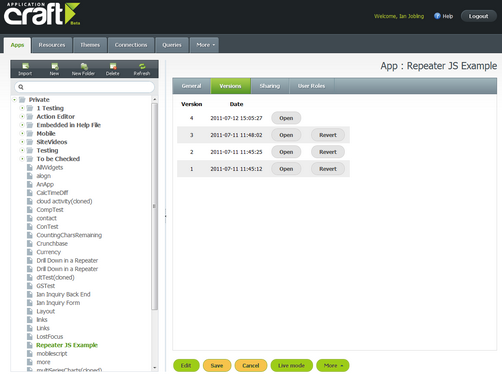 APPLICATION
craft
Beta
Welcome, Ian Jobling
Help
Logout
Apps
Resources
Themes
Connections
Queries
More
Import
New
New Folder
Delete
Refresh
App : Repeater JS Example
Private
1 Testing
Action Editor
Embedded in Help File
Mobile
SiteVideos
Testing
To be Checked
AllWidgets
alogn
AnApp
CalcTimeDiff
cloud activity(cloned)
CompTest
contact
ConTest
CountingCharsRemaining
Crunchbase
Currency
Drill Down in a Repeater
Drill Down in a Repeater
dtTest(cloned)
GSTest
Ian Inquiry Back End
Ian Inquiry Form
Layout
links
Links
LostFocus
Repeater JS Example
mobilescript
more
multiSeriesCharts(cloned)
General
Versions
Sharing
User Roles
Version Date
4 2011-07-12 15:05:27 Open
3 2011-07-11 11:48:02 Open Revert
2 2011-07-11 11:45:25 Open Revert
1 2011-07-11 11:45:12 Open Revert
Edit
Save
Cancel
Live mode
More